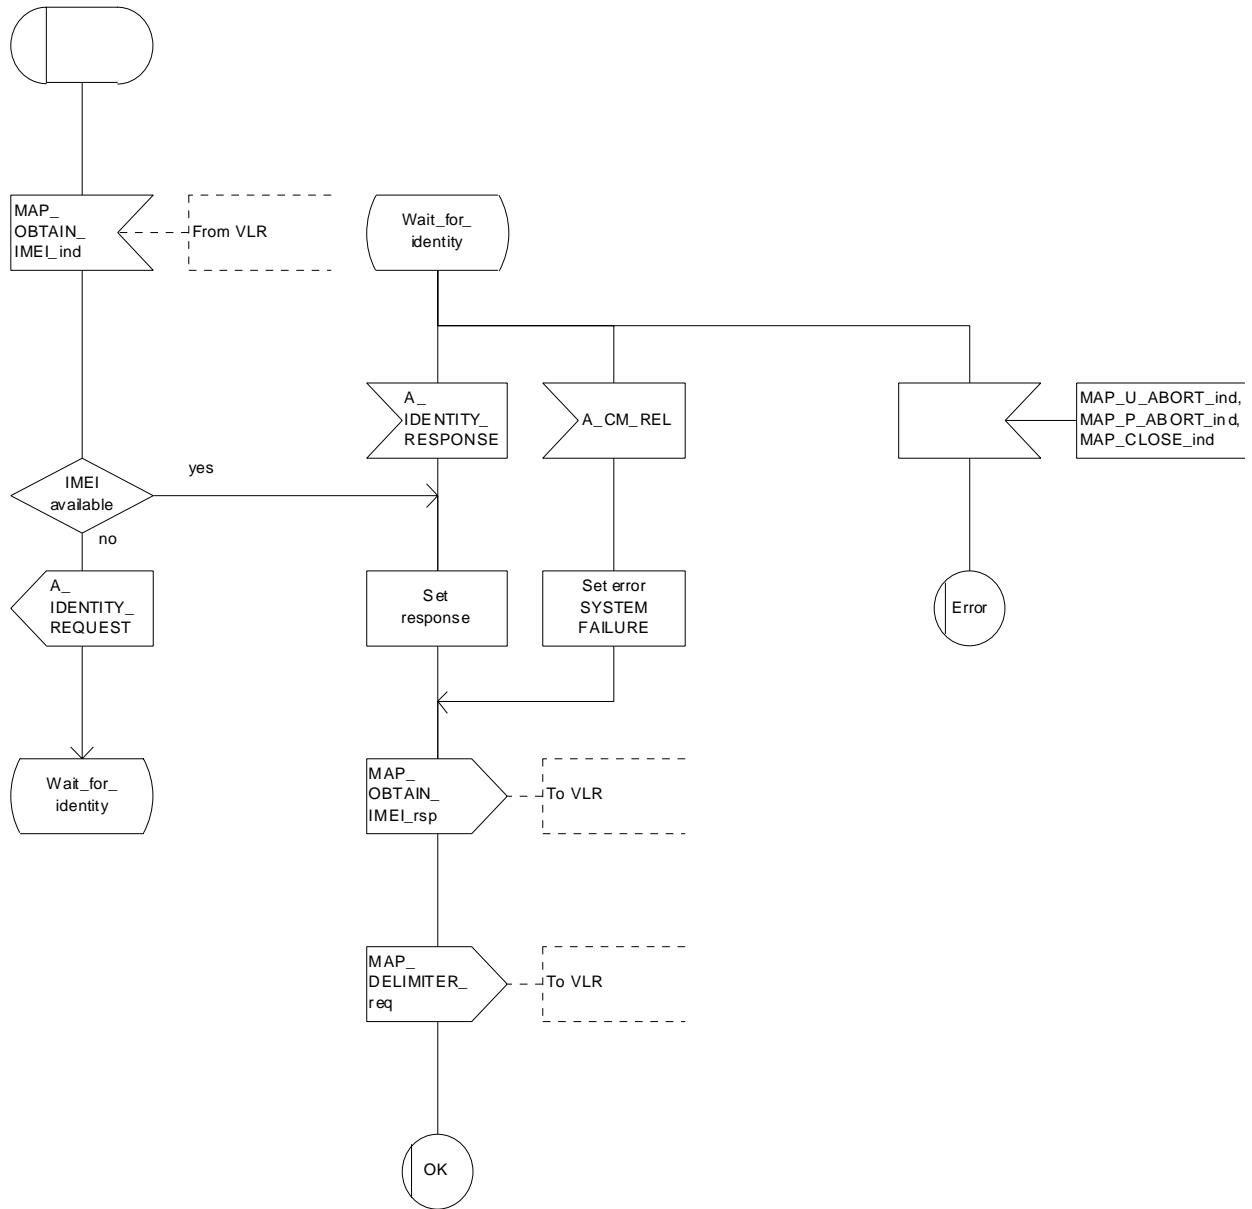 MAP_
OBTAIN_
IMEI_ind
From VLR
Wait_for_
identity
A_
IDENTITY_
RESPONSE
A_CM_REL
MAP_U_ABORT_ind,
MAP_P_ABORT_ind,
MAP_CLOSE_ind
IMEI
available
yes
no
A_
IDENTITY_
REQUEST
Set
response
Set error
SYSTEM
FAILURE
Error
Wait_for_
identity
MAP_
OBTAIN_
IMEI_rsp
To VLR
MAP_
DELIMITER_
req
To VLR
OK